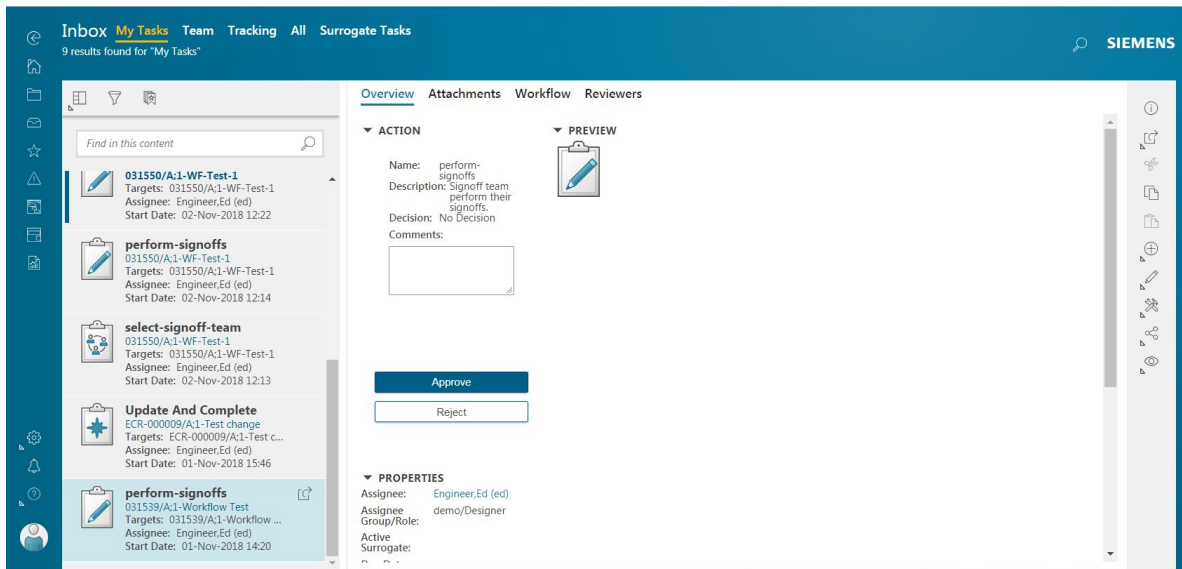 Inbox My Tasks Team Tracking All Surrogate Tasks
9 results found for "My Tasks"
SIEMENS
Find in this content
031550/A;1-WF-Test-1
Targets: 031550/A;1-WF-Test-1
Assignee: Engineer,Ed (ed)
Start Date: 02-Nov-2018 12:22
perform-signoffs
031550/A;1-WF-Test-1
Targets: 031550/A;1-WF-Test-1
Assignee: Engineer,Ed (ed)
Start Date: 02-Nov-2018 12:14
select-signoff-team
031550/A;1-WF-Test-1
Targets: 031550/A;1-WF-Test-1
Assignee: Engineer,Ed (ed)
Start Date: 02-Nov-2018 12:13
Update And Complete
ECR-000009/A;1-Test change
Targets: ECR-000009/A;1-Test c...
Assignee: Engineer,Ed (ed)
Start Date: 01-Nov-2018 15:46
perform-signoffs
031539/A;1-Workflow Test
Targets: 031539/A;1-Workflow ...
Assignee: Engineer,Ed (ed)
Start Date: 01-Nov-2018 14:20
Overview Attachments Workflow Reviewers
ACTION
Name: perform-
signoffs
Description: Signoff team
perform their
signoffs.
Decision: No Decision
Comments:
Approve
Reject
PREVIEW
PROPERTIES
Assignee: Engineer,Ed (ed)
Assignee demo/Designer
Group/Role:
Active
Surrogate: